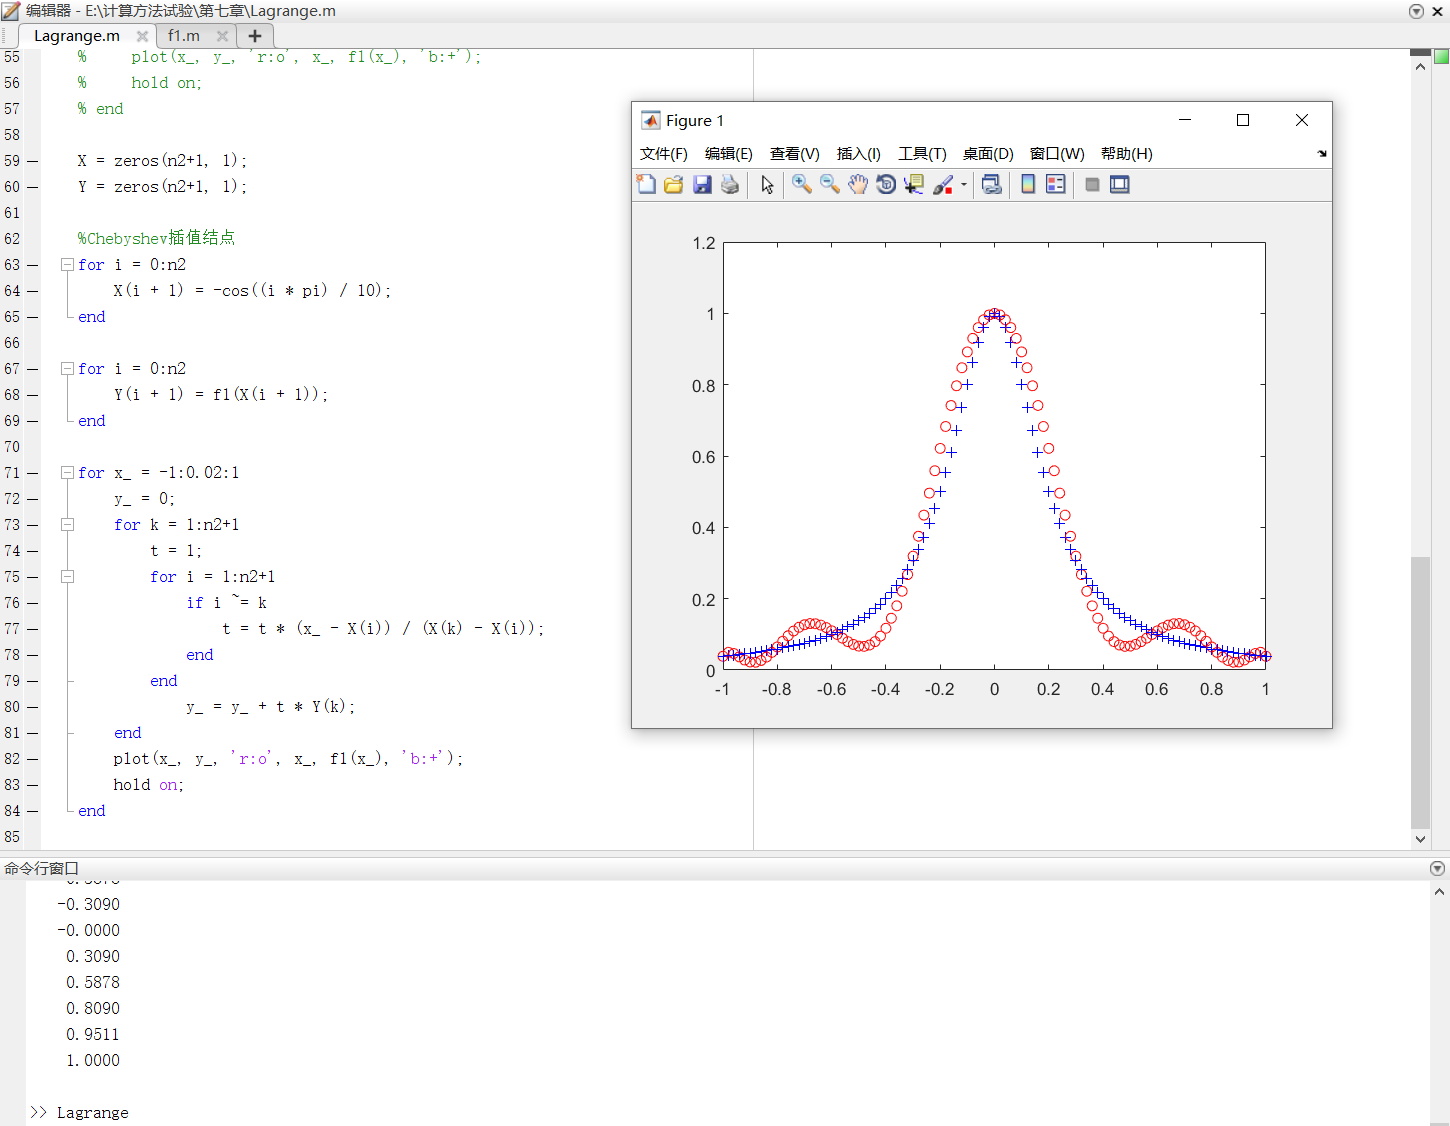 编辑器 - E:\计算方法试验\第七章\Lagrange.m
Lagrange.m
f1.m
55 % plot(x_, y_, 'r:o', x_, f1(x_), 'b:+');
56 % hold on;
57 % end
58
59 — X = zeros(n2+1, 1);
60 — Y = zeros(n2+1, 1);
61
62 %Chebyshev插值结点
63 — for i = 0:n2
64 — X(i + 1) = -cos((i * pi) / 10);
65 — end
66
67 — for i = 0:n2
68 — Y(i + 1) = f1(X(i + 1));
69 — end
70
71 — for x_ = -1:0.02:1
72 — y_ = 0;
73 — for k = 1:n2+1
74 — t = 1;
75 — for i = 1:n2+1
76 — if i ~= k
77 — t = t * (x_ - X(i)) / (X(k) - X(i));
78 — end
79 — end
80 — y_ = y_ + t * Y(k);
81 — end
82 — plot(x_, y_, 'r:o', x_, f1(x_), 'b:+');
83 — hold on;
84 — end
85
Figure 1
文件(F) 编辑(E) 查看(V) 插入(I) 工具(T) 桌面(D) 窗口(W) 帮助(H)
1.2
1
0.8
0.6
0.4
0.2
0
-1 -0.8 -0.6 -0.4 -0.2 0 0.2 0.4 0.6 0.8 1
命令行窗口
-0.3090
-0.0000
0.3090
0.5878
0.8090
0.9511
1.0000
>> Lagrange